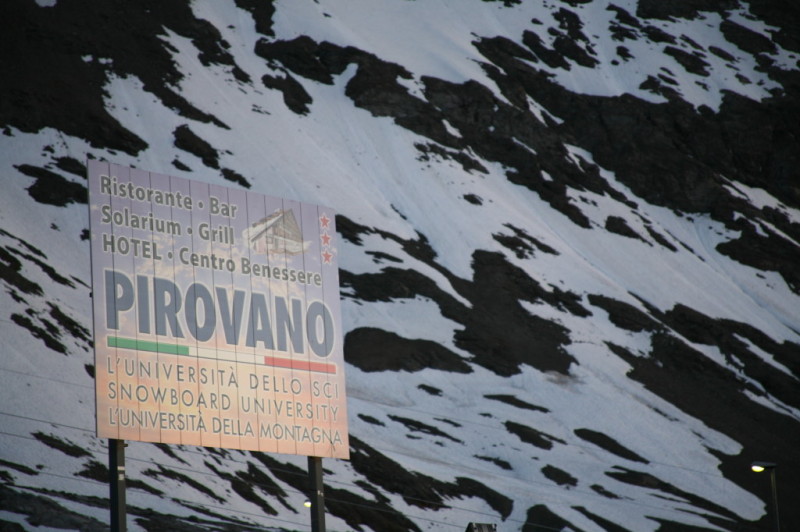 Ristorante • Bar
Solarium • Grill
HOTEL • Centro Benessere
PIROVANO
L'UNIVERSITÀ DELLO SCI
SNOWBOARD UNIVERSITY
L'UNIVERSITÀ DELLA MONTAGNA